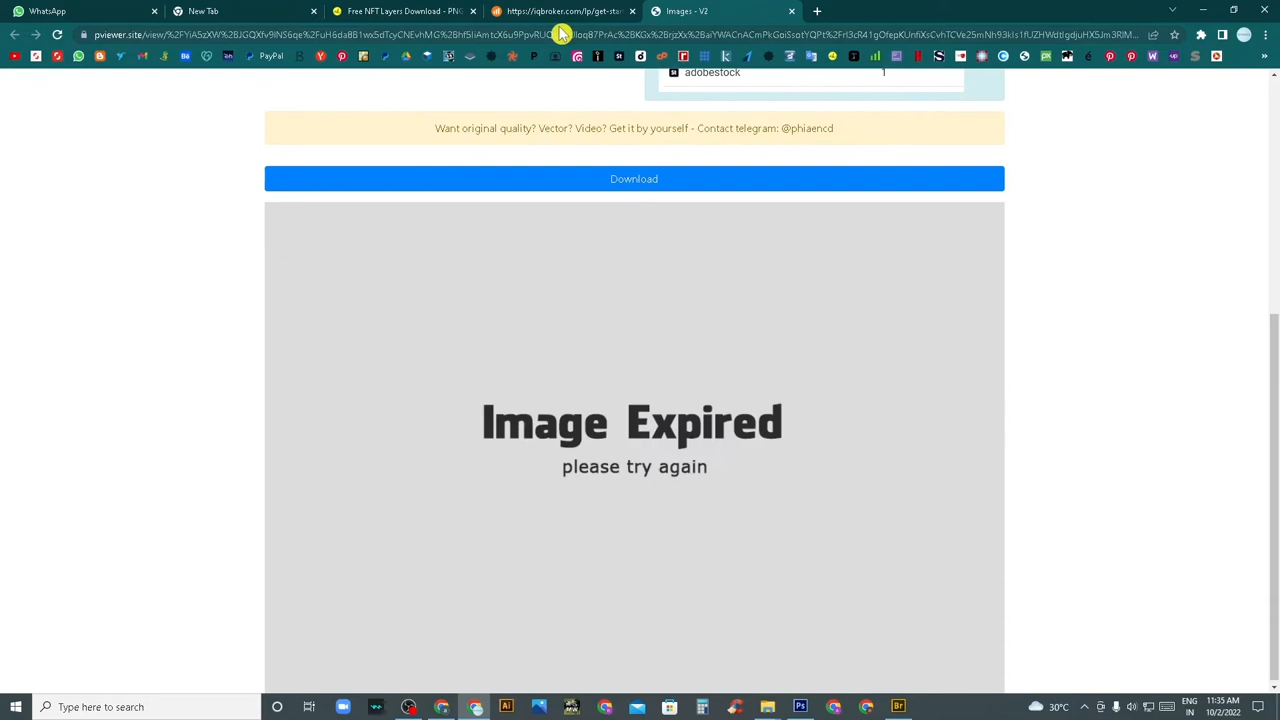 WhatsApp
New Tab
Free NFT Layers Download - PNG
https://iqbroker.com/lp/get-star
Images - V2
PayPal
adobestock 1
Want original quality? Vector? Video? Get it by yourself - Contact telegram: @phiaencd
Download
Image Expired
please try again
Type here to search
30°C
ENG
IN
11:35 AM
10/2/2022